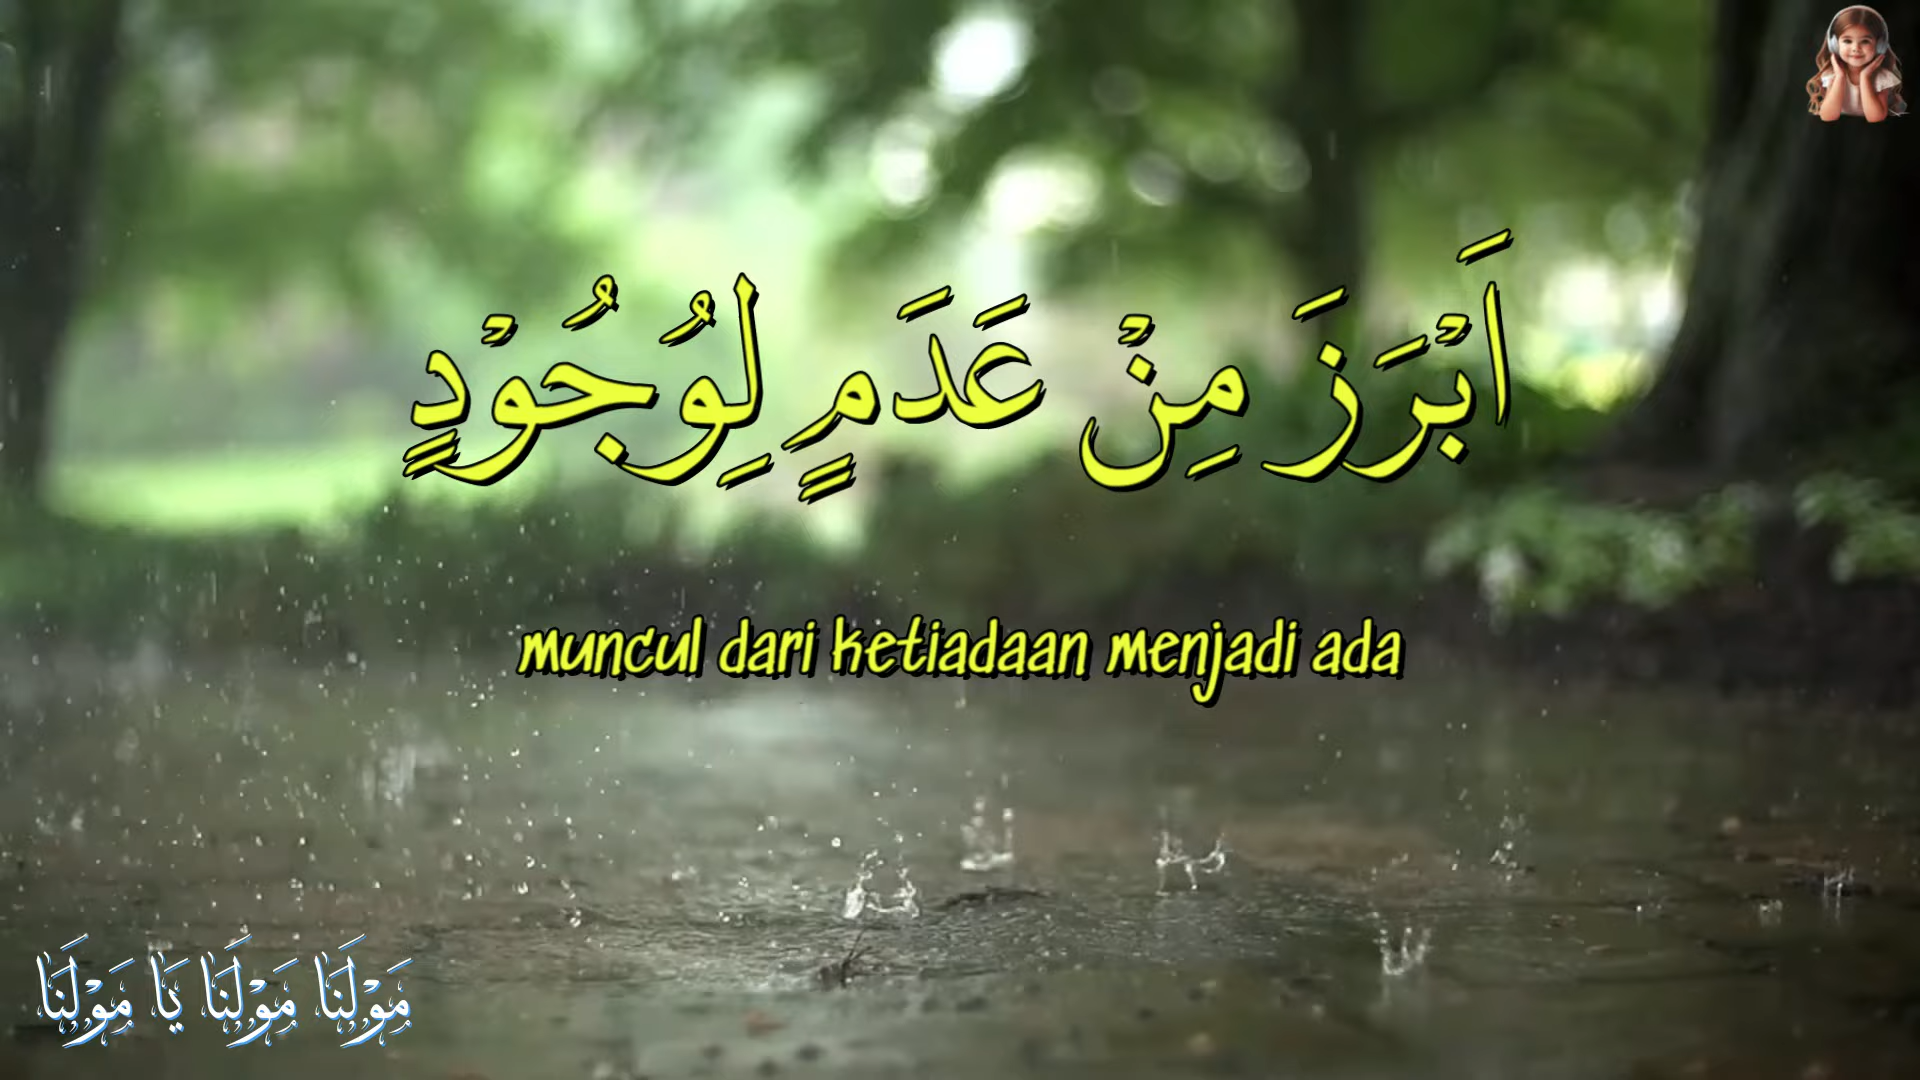 اَبْرَزَ مِنْ عَدَمٍ لِوُجُوْدٍ
muncul dari ketiadaan menjadi ada
مَوْلَنَا مَوْلَنَا يَا مَوْلَنَا